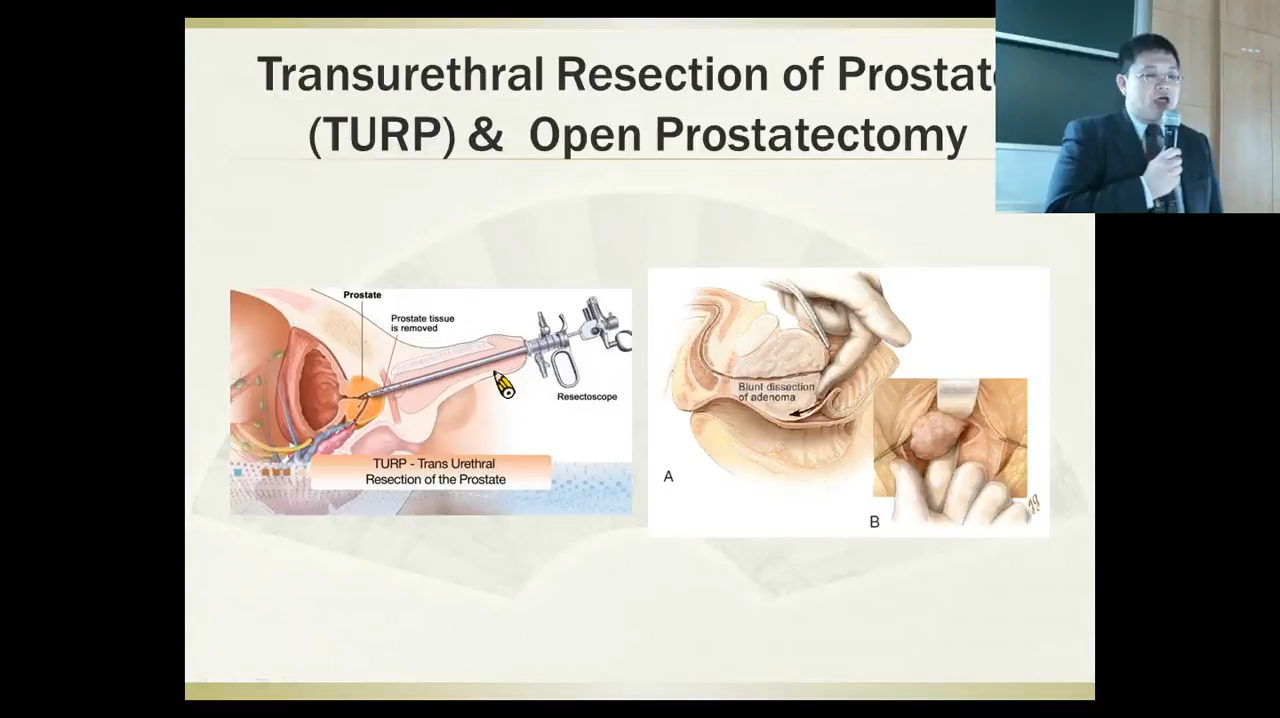 Transurethral Resection of Prostate
(TURP) & Open Prostatectomy
Prostate
Prostate tissue
is removed
Resectoscope
TURP - Trans Urethral
Resection of the Prostate
Blunt dissection
of adenoma
A
B